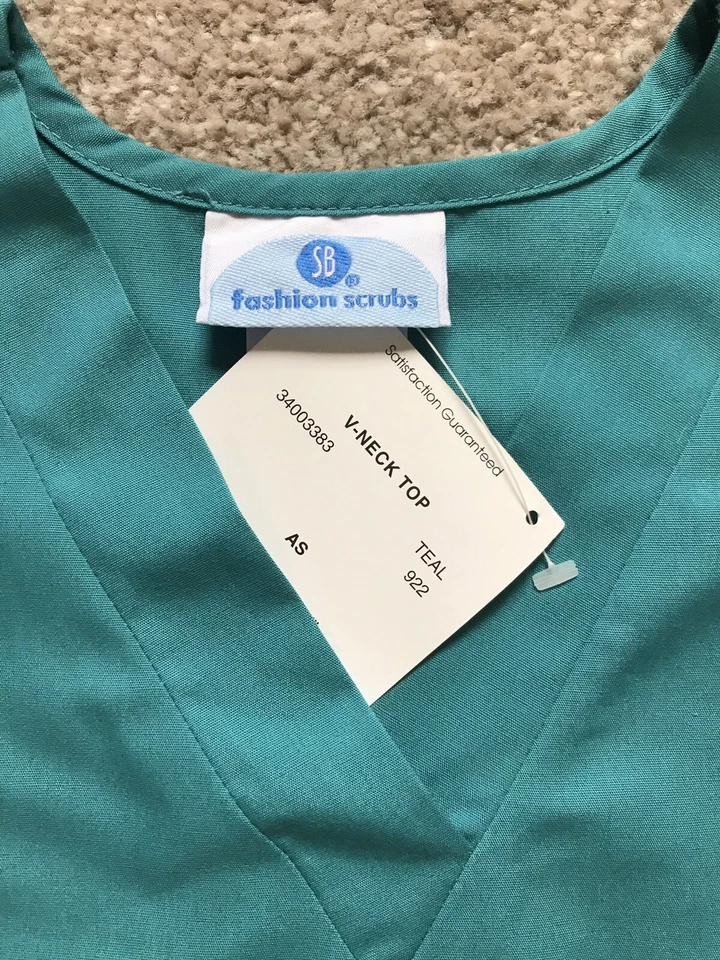 SB®
fashion scrubs
Satisfaction Guaranteed
34003383
V-NECK TOP
AS
TEAL
922